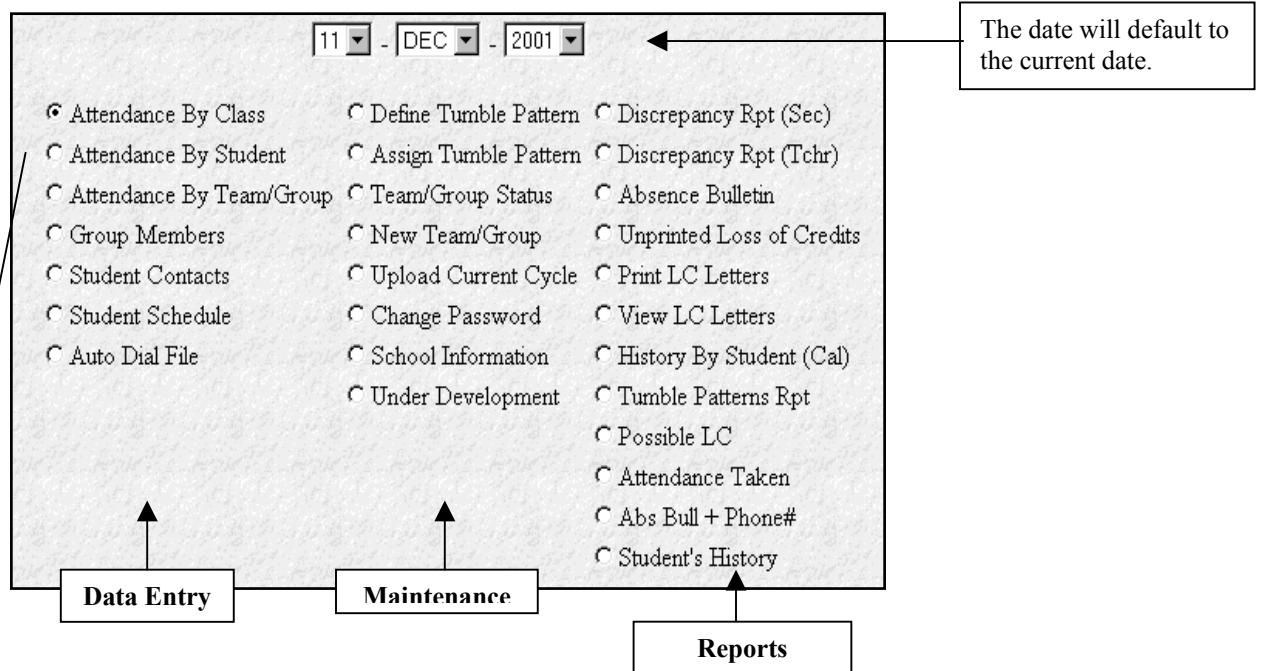 11 - DEC - 2001
The date will default to
the current date.
Attendance By Class
Attendance By Student
Attendance By Team/Group
Group Members
Student Contacts
Student Schedule
Auto Dial File
Define Tumble Pattern
Assign Tumble Pattern
Team/Group Status
New Team/Group
Upload Current Cycle
Change Password
School Information
Under Development
Discrepancy Rpt (Sec)
Discrepancy Rpt (Tchr)
Absence Bulletin
Unprinted Loss of Credits
Print LC Letters
View LC Letters
History By Student (Cal)
Tumble Patterns Rpt
Possible LC
Attendance Taken
Abs Bull + Phone#
Student's History
Data Entry
Maintenance
Reports